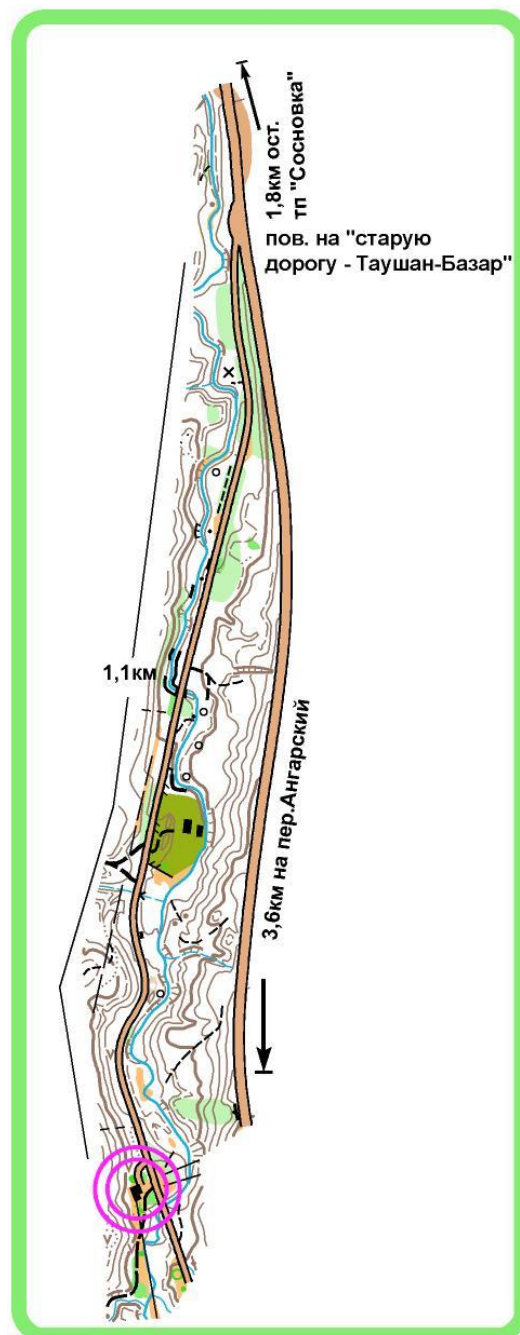 1,8км ост.
тп "Сосновка"
пов. на "старую
дорогу - Таушан-Базар"
1,1км
3,6км на пер.Ангарский